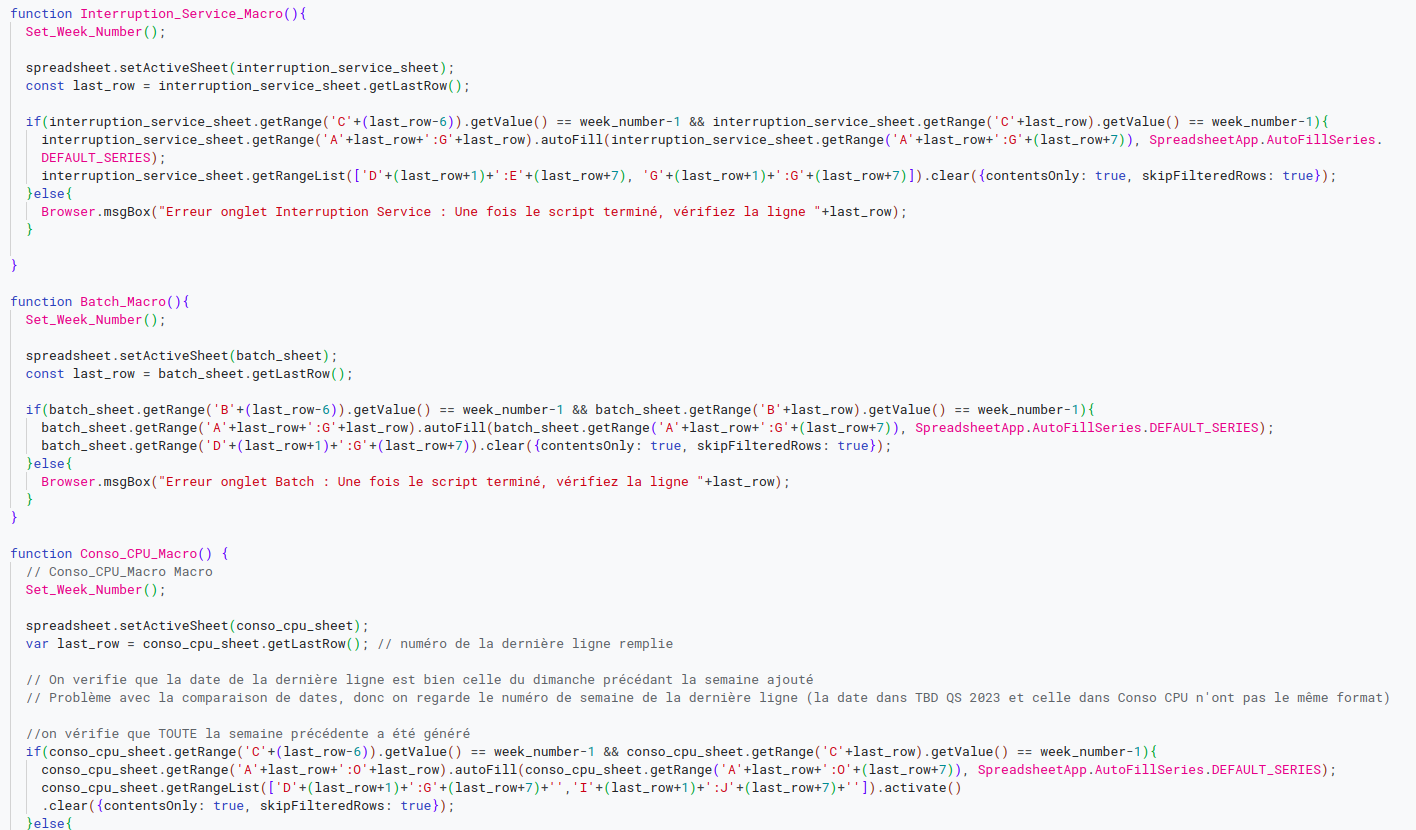 function Interruption_Service_Macro(){
Set_Week_Number();
spreadsheet.setActiveSheet(interruption_service_sheet);
const last_row = interruption_service_sheet.getLastRow();
if(interruption_service_sheet.getRange('C'+(last_row-6)).getValue() == week_number-1 && interruption_service_sheet.getRange('C'+last_row).getValue() == week_number-1){
interruption_service_sheet.getRange('A'+last_row+':G'+last_row).autoFill(interruption_service_sheet.getRange('A'+last_row+':G'+(last_row+7)), SpreadsheetApp.AutoFillSeries.
DEFAULT_SERIES);
interruption_service_sheet.getRangeList(['D'+(last_row+1)+':E'+(last_row+7), 'G'+(last_row+1)+':G'+(last_row+7)]).clear({contentsOnly: true, skipFilteredRows: true});
}else{
Browser.msgBox("Erreur onglet Interruption Service : Une fois le script terminé, vérifiez la ligne "+last_row);
}
}
function Batch_Macro(){
Set_Week_Number();
spreadsheet.setActiveSheet(batch_sheet);
const last_row = batch_sheet.getLastRow();
if(batch_sheet.getRange('B'+(last_row-6)).getValue() == week_number-1 && batch_sheet.getRange('B'+last_row).getValue() == week_number-1){
batch_sheet.getRange('A'+last_row+':G'+last_row).autoFill(batch_sheet.getRange('A'+last_row+':G'+(last_row+7)), SpreadsheetApp.AutoFillSeries.DEFAULT_SERIES);
batch_sheet.getRange('D'+(last_row+1)+':G'+(last_row+7)).clear({contentsOnly: true, skipFilteredRows: true});
}else{
Browser.msgBox("Erreur onglet Batch : Une fois le script terminé, vérifiez la ligne "+last_row);
}
}
function Conso_CPU_Macro() {
// Conso_CPU_Macro Macro
Set_Week_Number();
spreadsheet.setActiveSheet(conso_cpu_sheet);
var last_row = conso_cpu_sheet.getLastRow(); // numéro de la dernière ligne remplie
// On verifie que la date de la dernière ligne est bien celle du dimanche précédant la semaine ajouté
// Problème avec la comparaison de dates, donc on regarde le numéro de semaine de la dernière ligne (la date dans TBD QS 2023 et celle dans Conso CPU n'ont pas le même format)
//on vérifie que TOUTE la semaine précédente a été généré
if(conso_cpu_sheet.getRange('C'+(last_row-6)).getValue() == week_number-1 && conso_cpu_sheet.getRange('C'+last_row).getValue() == week_number-1){
conso_cpu_sheet.getRange('A'+last_row+':O'+last_row).autoFill(conso_cpu_sheet.getRange('A'+last_row+':O'+(last_row+7)), SpreadsheetApp.AutoFillSeries.DEFAULT_SERIES);
conso_cpu_sheet.getRangeList(['D'+(last_row+1)+':G'+(last_row+7)+'','I'+(last_row+1)+':J'+(last_row+7)+'']).activate()
.clear({contentsOnly: true, skipFilteredRows: true});
}else{